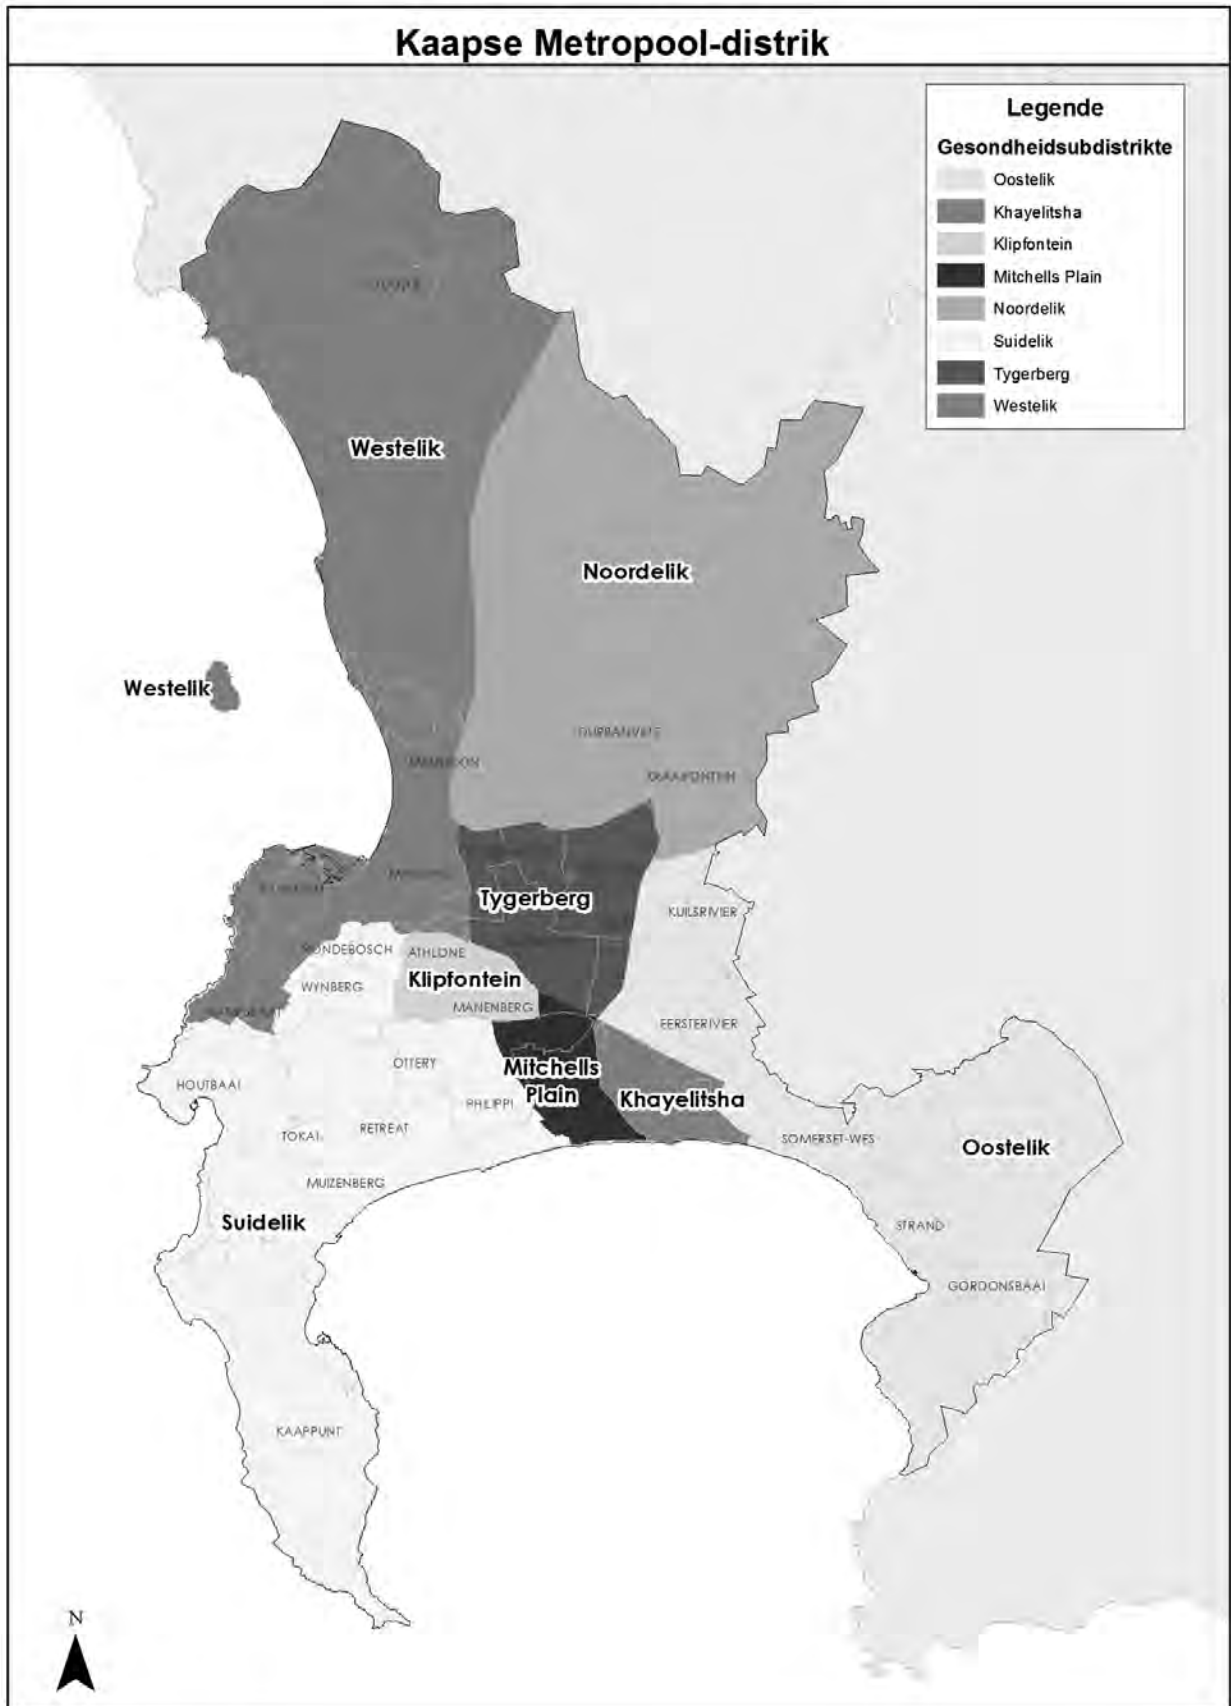 Kaapse Metropool-distrik
Legende
Gesondheidsubdistrikte
Oostelik
Khayelitsha
Klipfontein
Mitchells Plain
Noordelik
Suidelik
Tygerberg
Westelik
Westelik
Noordelik
Westelik
DURBANVILLE
KRAAIFONTEIN
Tygerberg
KUILSRIVIER
RONDEBOSCH
ATHLONE
Klipfontein
WYNBERG
MANENBERG
EERSTERIVIER
OTTERY
Mitchells
Plain
HOUTBAAI
Khayelitsha
PHILIPPI
TOKAI
RETREAT
SOMERSET-WES
Oostelik
MUIZENBERG
Suidelik
STRAND
GORDONSBAAI
KAAPPUNT
N